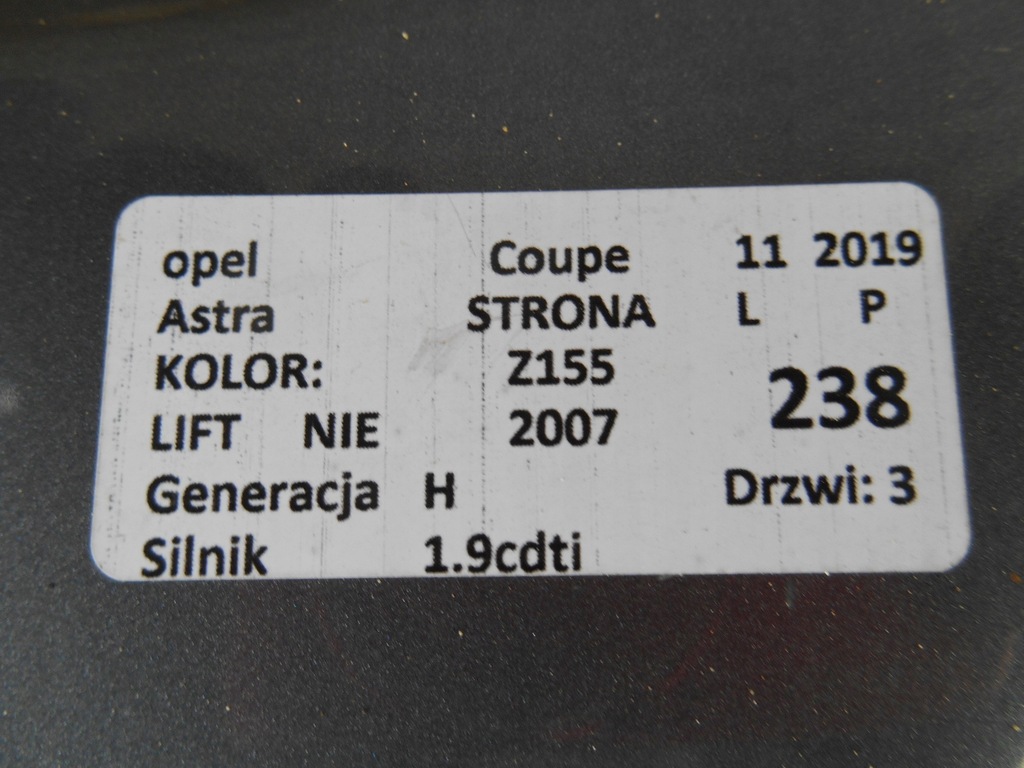 opel Coupe 11 2019
Astra STRONA L P
KOLOR: Z155
238
LIFT NIE 2007
Generacja H Drzwi: 3
Silnik 1.9cdti